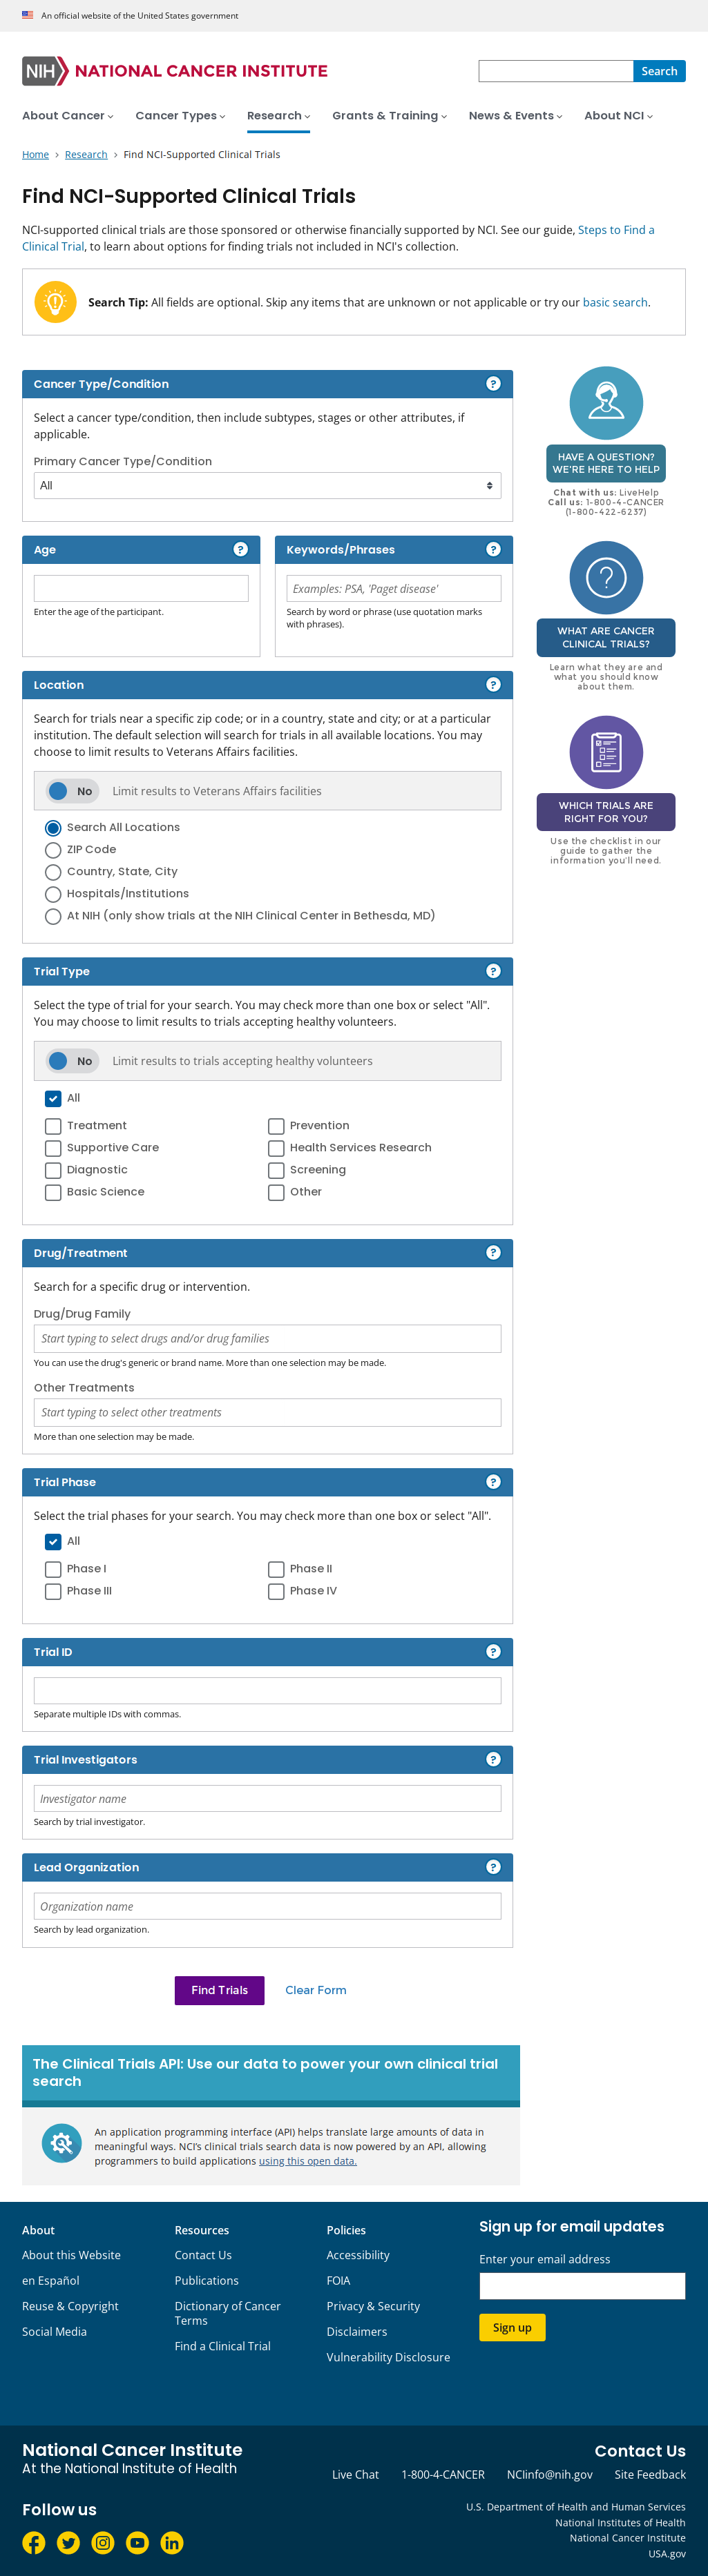 An official website of the United States government
NIH NATIONAL CANCER INSTITUTE
Search
About Cancer
Cancer Types
Research
Grants & Training
News & Events
About NCI
Home > Research > Find NCI-Supported Clinical Trials
Find NCI-Supported Clinical Trials
NCI-supported clinical trials are those sponsored or otherwise financially supported by NCI. See our guide, Steps to Find a
Clinical Trial, to learn about options for finding trials not included in NCI's collection.
Search Tip: All fields are optional. Skip any items that are unknown or not applicable or try our basic search.
Cancer Type/Condition
?
Select a cancer type/condition, then include subtypes, stages or other attributes, if
applicable.
Primary Cancer Type/Condition
All
Age
?
Enter the age of the participant.
Keywords/Phrases
?
Examples: PSA, 'Paget disease'
Search by word or phrase (use quotation marks
with phrases).
Location
?
Search for trials near a specific zip code; or in a country, state and city; or at a particular
institution. The default selection will search for trials in all available locations. You may
choose to limit results to Veterans Affairs facilities.
No
Limit results to Veterans Affairs facilities
Search All Locations
ZIP Code
Country, State, City
Hospitals/Institutions
At NIH (only show trials at the NIH Clinical Center in Bethesda, MD)
Trial Type
?
Select the type of trial for your search. You may check more than one box or select "All".
You may choose to limit results to trials accepting healthy volunteers.
No
Limit results to trials accepting healthy volunteers
All
Treatment
Prevention
Supportive Care
Health Services Research
Diagnostic
Screening
Basic Science
Other
Drug/Treatment
?
Search for a specific drug or intervention.
Drug/Drug Family
Start typing to select drugs and/or drug families
You can use the drug's generic or brand name. More than one selection may be made.
Other Treatments
Start typing to select other treatments
More than one selection may be made.
Trial Phase
?
Select the trial phases for your search. You may check more than one box or select "All".
All
Phase I
Phase II
Phase III
Phase IV
Trial ID
?
Separate multiple IDs with commas.
Trial Investigators
?
Investigator name
Search by trial investigator.
Lead Organization
?
Organization name
Search by lead organization.
Find Trials
Clear Form
HAVE A QUESTION?
WE'RE HERE TO HELP
Chat with us: LiveHelp
Call us: 1-800-4-CANCER
(1-800-422-6237)
?
WHAT ARE CANCER
CLINICAL TRIALS?
Learn what they are and
what you should know
about them.
WHICH TRIALS ARE
RIGHT FOR YOU?
Use the checklist in our
guide to gather the
information you'll need.
The Clinical Trials API: Use our data to power your own clinical trial
search
An application programming interface (API) helps translate large amounts of data in
meaningful ways. NCI's clinical trials search data is now powered by an API, allowing
programmers to build applications using this open data.
About
About this Website
en Español
Reuse & Copyright
Social Media
Resources
Contact Us
Publications
Dictionary of Cancer
Terms
Find a Clinical Trial
Policies
Accessibility
FOIA
Privacy & Security
Disclaimers
Vulnerability Disclosure
Sign up for email updates
Enter your email address
Sign up
National Cancer Institute
At the National Institute of Health
Follow us
Contact Us
Live Chat
1-800-4-CANCER
NCIinfo@nih.gov
Site Feedback
U.S. Department of Health and Human Services
National Institutes of Health
National Cancer Institute
USA.gov